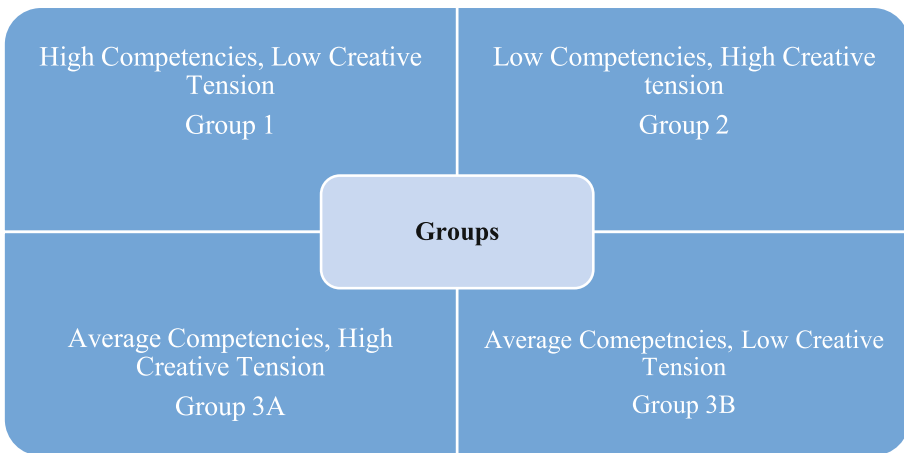 High Competencies, Low Creative
Tension
Group 1
Low Competencies, High Creative
tension
Group 2
Groups
Average Competencies, High
Creative Tension
Group 3A
Average Comepetncies, Low Creative
Tension
Group 3B